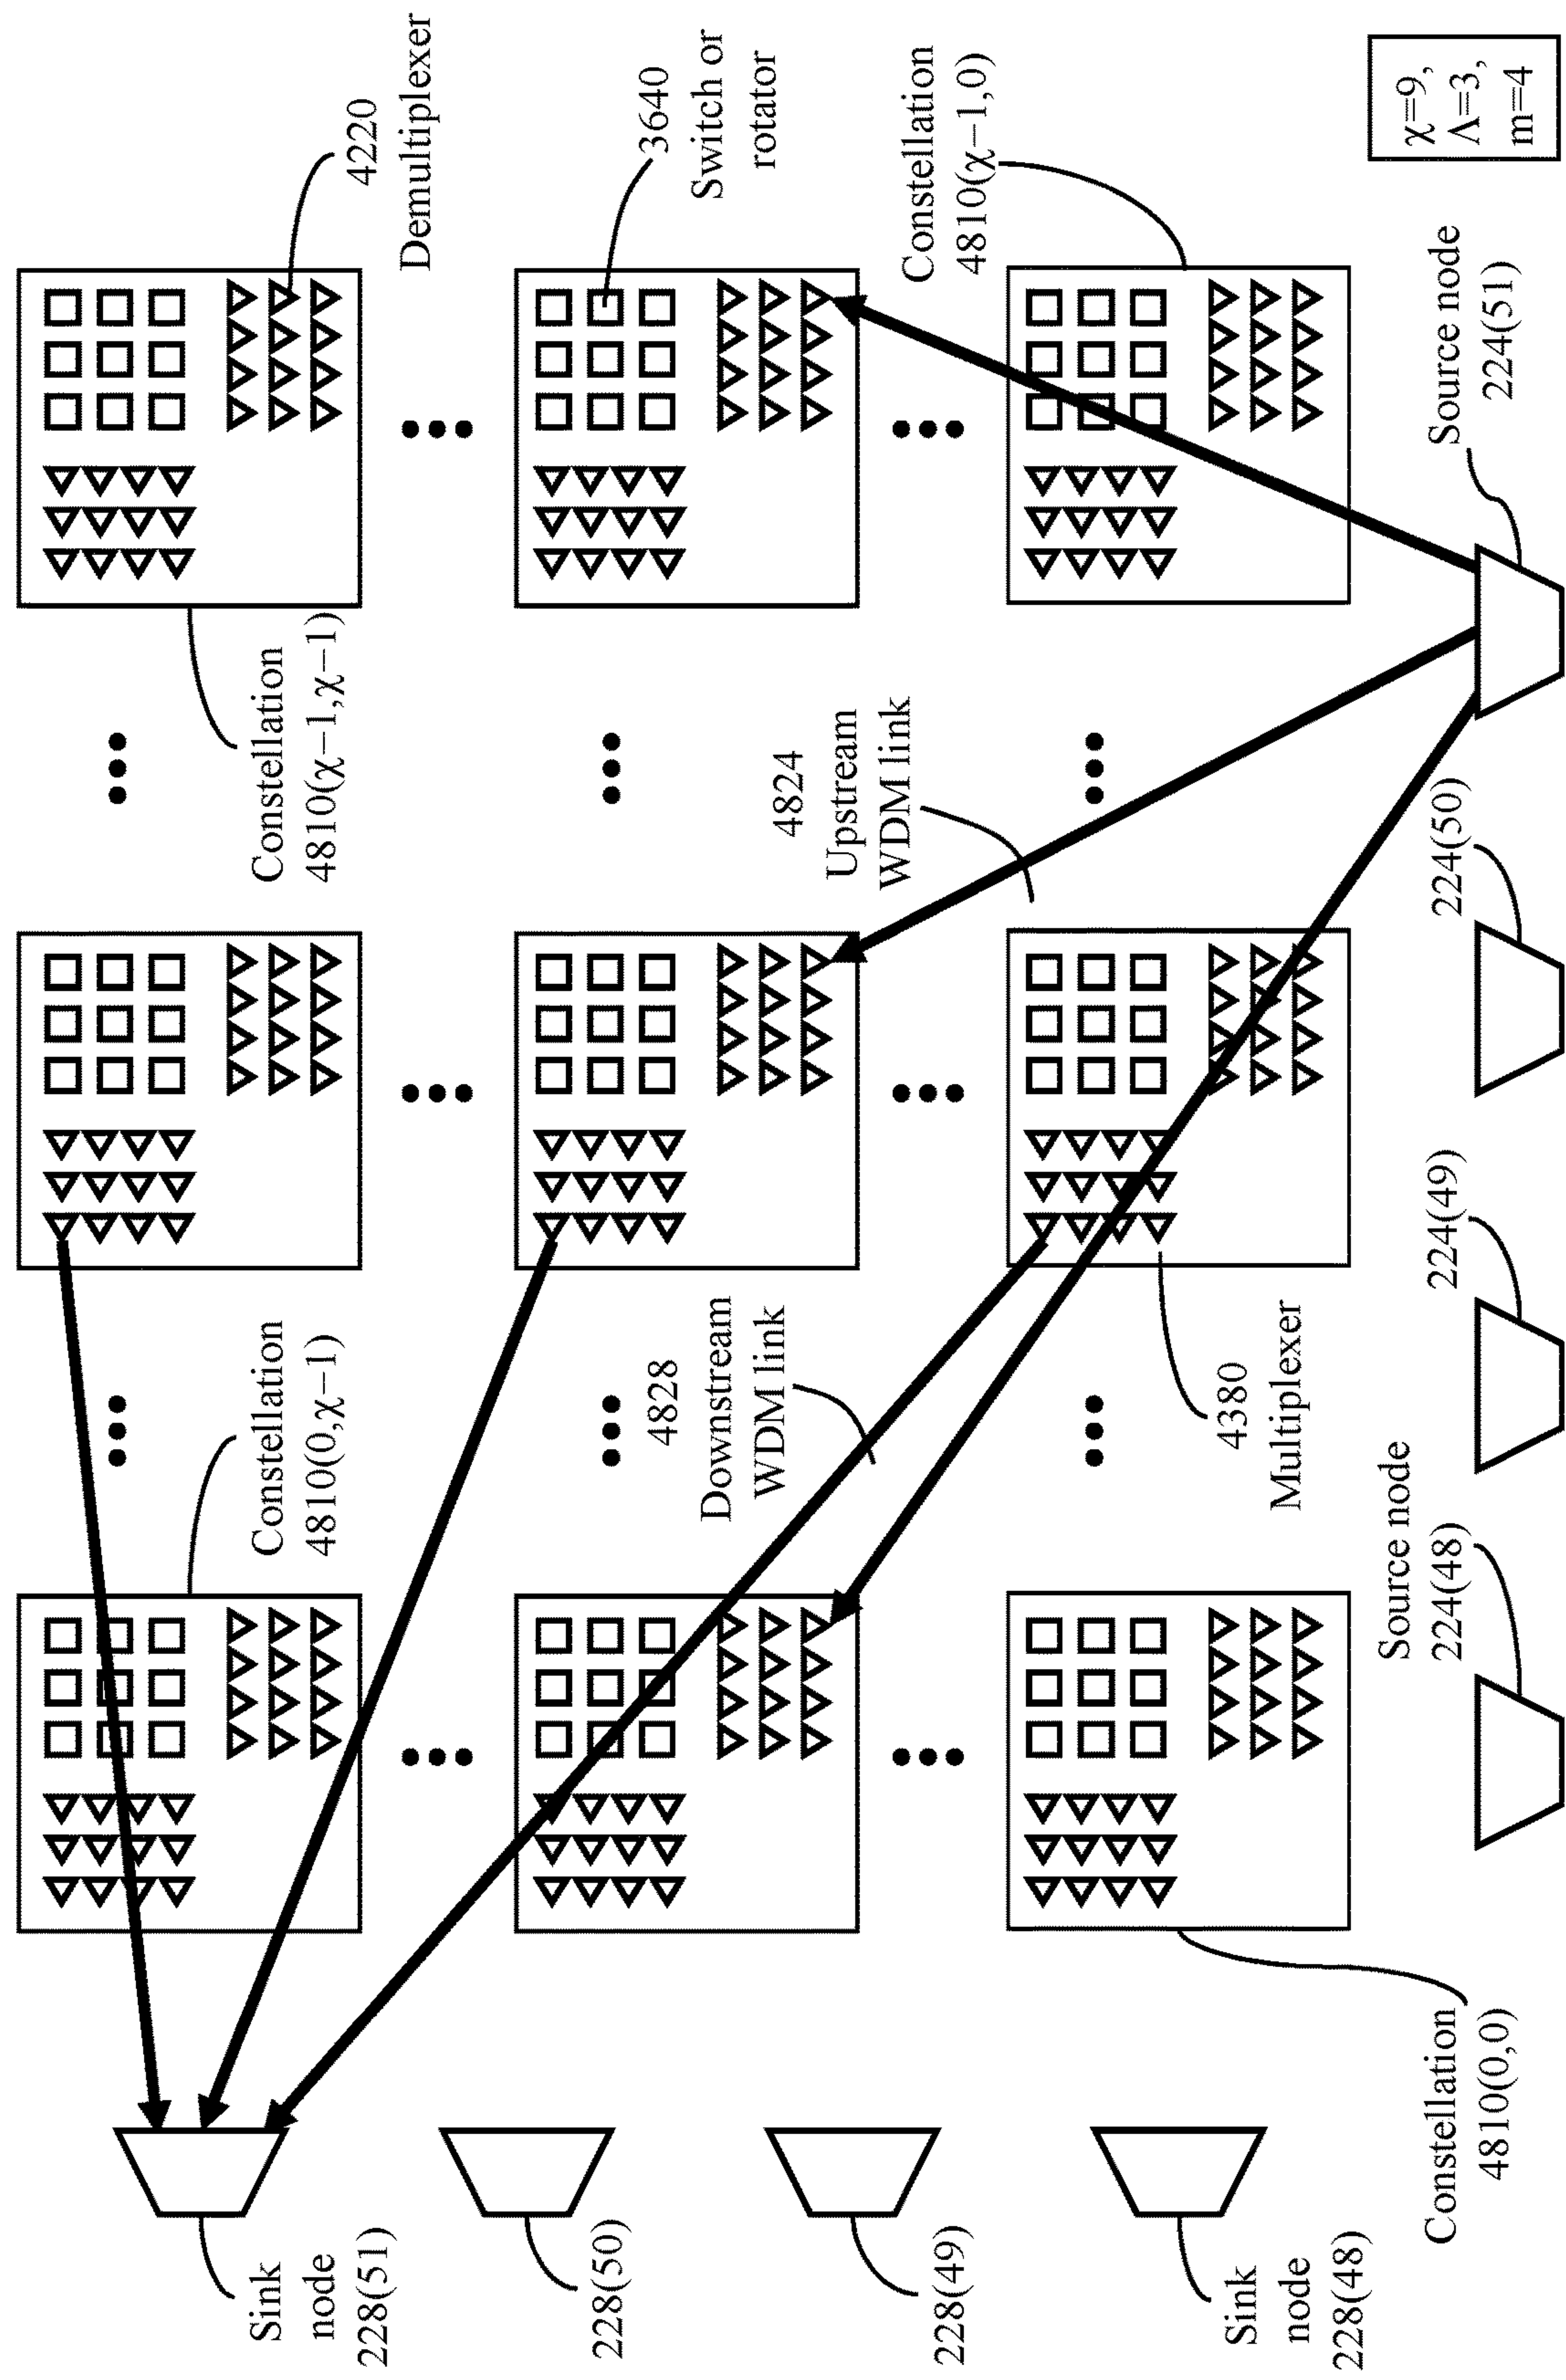 Sink
node
228(51)
228(50)
228(49)
Sink
node
228(48)
Constellation
4810(0,χ−1)
Constellation
4810(χ−1,χ−1)
4220
Demultiplexer
4828
Downstream
WDM link
4824
Upstream
WDM link
3640
Switch or
rotator
4380
Multiplexer
Constellation
4810(χ−1,0)
Constellation
4810(0,0)
Source node
224(48)
224(49)
224(50)
Source node
224(51)
χ=9,
Λ=3,
m=4